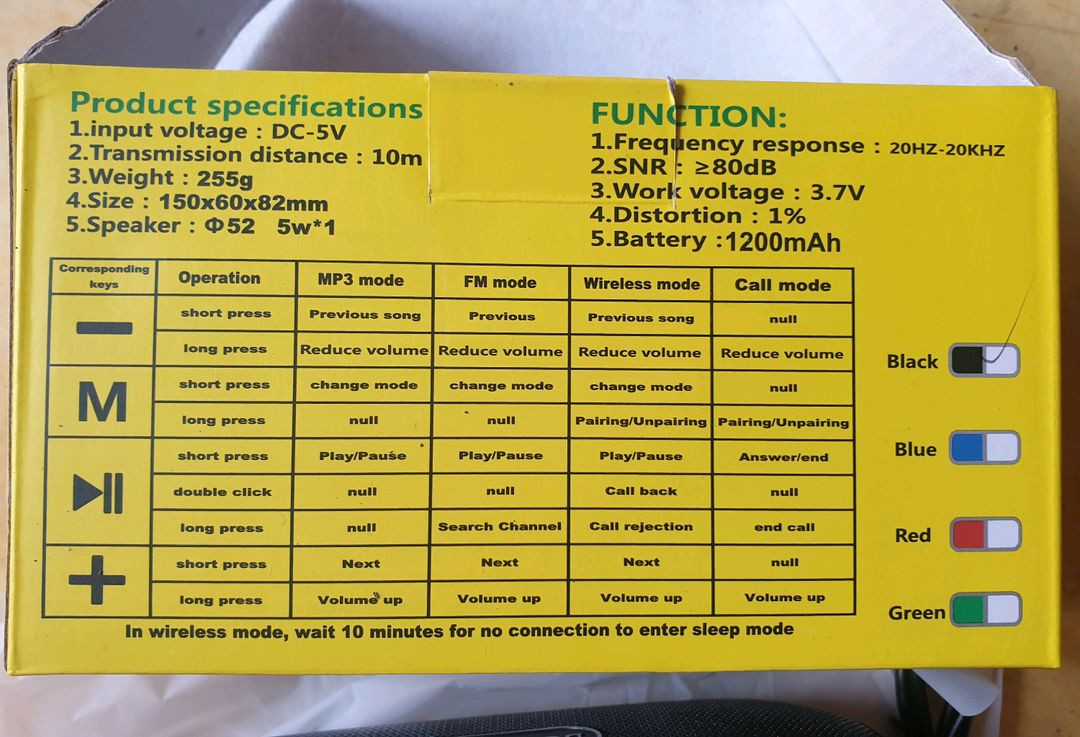 Product specifications
1.input voltage : DC-5V
2.Transmission distance : 10m
3.Weight : 255g
4.Size : 150x60x82mm
5.Speaker : Φ52 5w*1
FUNCTION:
1.Frequency response : 20HZ-20KHZ
2.SNR : ≥80dB
3.Work voltage : 3.7V
4.Distortion : 1%
5.Battery :1200mAh
Corresponding keys Operation MP3 mode FM mode Wireless mode Call mode
− short press Previous song Previous Previous song null
long press Reduce volume Reduce volume Reduce volume Reduce volume
M short press change mode change mode change mode null
long press null null Pairing/Unpairing Pairing/Unpairing
short press Play/Pause Play/Pause Play/Pause Answer/end
double click null null Call back null
long press null Search Channel Call rejection end call
+ short press Next Next Next null
long press Volume up Volume up Volume up Volume up
In wireless mode, wait 10 minutes for no connection to enter sleep mode
Black
Blue
Red
Green